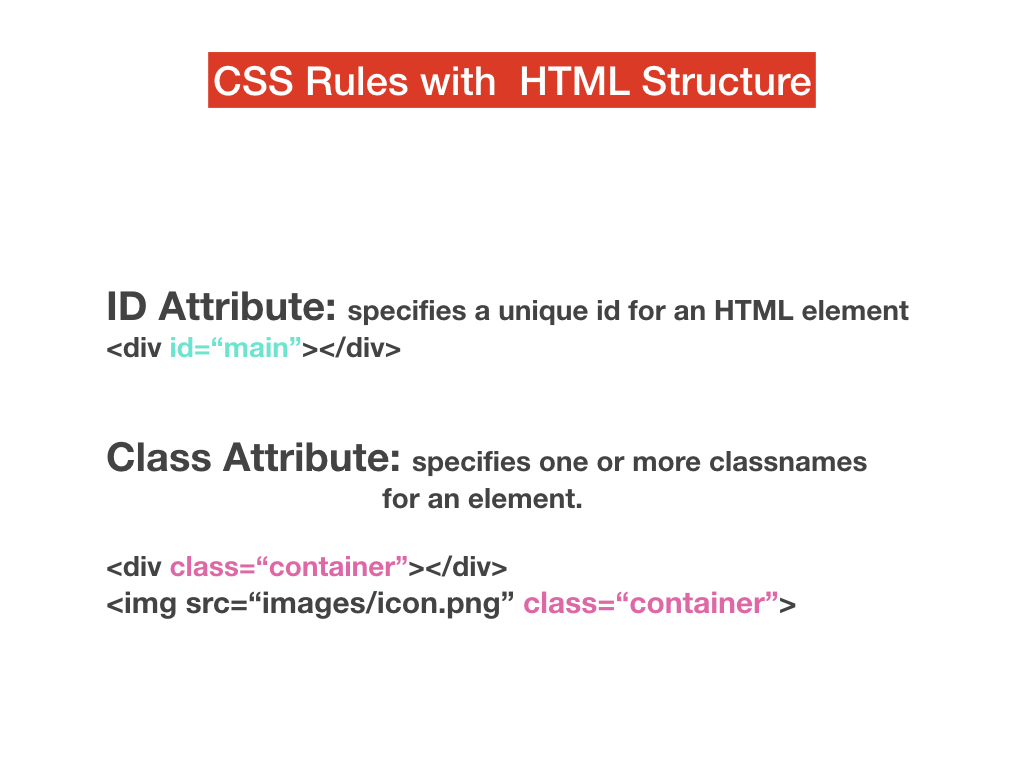 CSS Rules with  HTML Structure
ID Attribute: specifies a unique id for an HTML element
<div id=“main”></div>
Class Attribute: specifies one or more classnames
for an element.
<div class=“container”></div>
<img src=“images/icon.png” class=“container”>